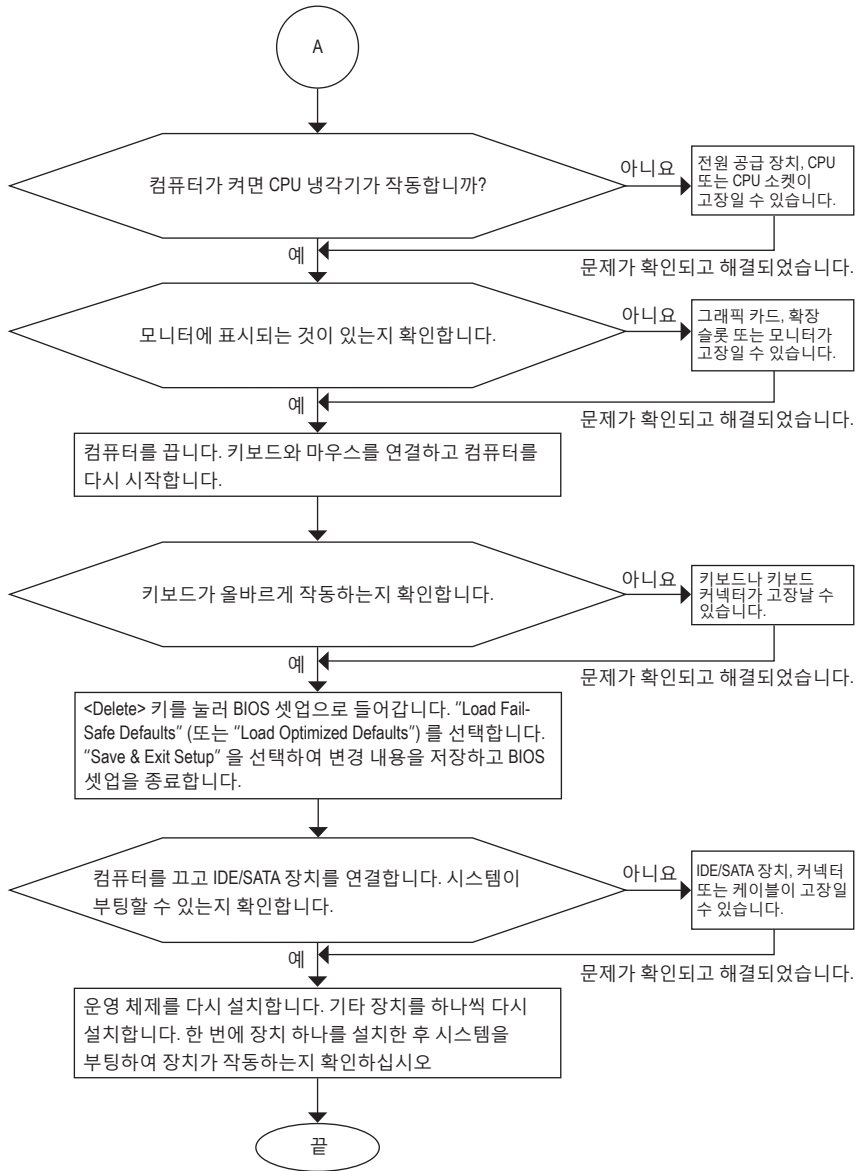 A
컴퓨터가 켜면 CPU 냉각기가 작동합니까?
아니요
전원 공급 장치, CPU
또는 CPU 소켓이
고장일 수 있습니다.
예
문제가 확인되고 해결되었습니다.
모니터에 표시되는 것이 있는지 확인합니다.
아니요
그래픽 카드, 확장
슬롯 또는 모니터가
고장일 수 있습니다.
예
문제가 확인되고 해결되었습니다.
컴퓨터를 끕니다. 키보드와 마우스를 연결하고 컴퓨터를
다시 시작합니다.
키보드가 올바르게 작동하는지 확인합니다.
아니요
키보드나 키보드
커넥터가 고장날 수
있습니다.
예
문제가 확인되고 해결되었습니다.
<Delete> 키를 눌러 BIOS 셋업으로 들어갑니다. "Load Fail-
Safe Defaults" (또는 "Load Optimized Defaults") 를 선택합니다.
"Save & Exit Setup" 을 선택하여 변경 내용을 저장하고 BIOS
셋업을 종료합니다.
컴퓨터를 끄고 IDE/SATA 장치를 연결합니다. 시스템이
부팅할 수 있는지 확인합니다.
아니요
IDE/SATA 장치, 커넥터
또는 케이블이 고장일
수 있습니다.
예
문제가 확인되고 해결되었습니다.
운영 체제를 다시 설치합니다. 기타 장치를 하나씩 다시
설치합니다. 한 번에 장치 하나를 설치한 후 시스템을
부팅하여 장치가 작동하는지 확인하십시오
끝